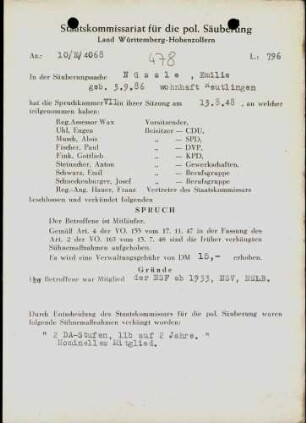 Staatskommissariat für die pol. Säuberung
Land Württemberg-Hohenzollern
Az.: 10/N/4068 478 L: 796
In der Säuberungssache Nüssle, Emilie
geb. 5.9.86 wohnhaft Reutlingen
hat die Spruchkammer VII in ihrer Sitzung am 13.8.48, an welcher
teilgenommen haben:
Reg. Assessor Wax Vorsitzender,
Uhl, Eugen Beisitzer — CDU,
Munch, Alois „ — SPD,
Fischer, Paul „ — DVP,
Fink, Gottlieb „ — KPD,
Steinacher, Anton „ — Gewerkschaften,
Schwarz, Emil „ — Berufsgruppe
Schneckenburger, Josef „ — Berufsgruppe
Reg.-Ang. Hauer, Franz Vertreter des Staatskommissars
beschlossen und verkündet folgenden
SPRUCH
Der Betroffene ist Mitläufer.
Gemäß Art. 4 der VO. 133 vom 17. 11. 47 in der Fassung des
Art. 2 der VO. 165 vom 13. 7. 48 sind die früher verhängten
Sühnemaßnahmen aufgehoben.
Es wird eine Verwaltungsgebühr von DM 15,- erhoben.
Gründe
Betroffene war Mitglied der NSF ab 1933, NSV, NSLB.
Durch Entscheidung des Staatskommissars für die pol. Säuberung waren
folgende Sühnemaßnahmen verhängt worden:
" 2 DA-Stufen, 11b auf 2 Jahre. "
Nominelles Mitglied.